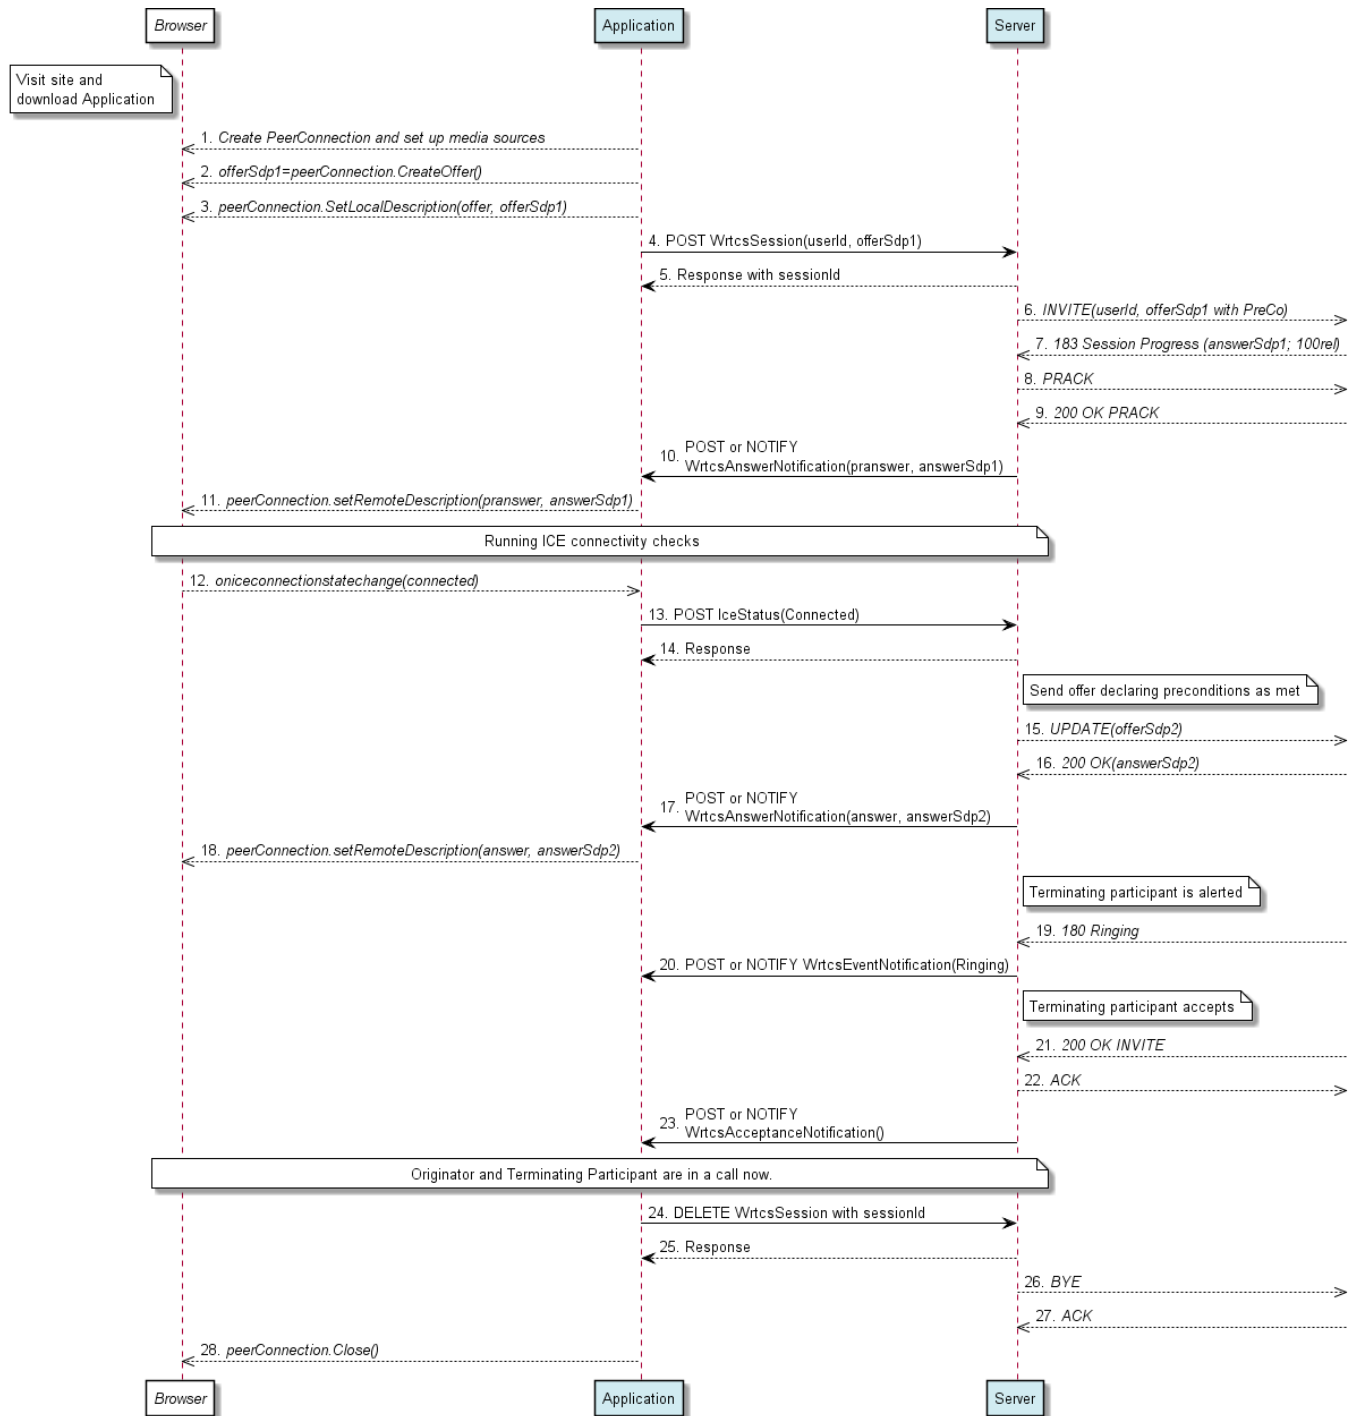 Browser
Application
Server
Visit site and
download Application
1. Create PeerConnection and set up media sources
2. offerSdp1=peerConnection.CreateOffer()
3. peerConnection.SetLocalDescription(offer, offerSdp1)
4. POST WrtcsSession(userId, offerSdp1)
5. Response with sessionId
6. INVITE(userId, offerSdp1 with PreCo)
7. 183 Session Progress (answerSdp1; 100rel)
8. PRACK
9. 200 OK PRACK
10. POST or NOTIFY
WrtcsAnswerNotification(pranswer, answerSdp1)
11. peerConnection.setRemoteDescription(pranswer, answerSdp1)
Running ICE connectivity checks
12. oniceconnectionstatechange(connected)
13. POST IceStatus(Connected)
14. Response
Send offer declaring preconditions as met
15. UPDATE(offerSdp2)
16. 200 OK(answerSdp2)
17. POST or NOTIFY
WrtcsAnswerNotification(answer, answerSdp2)
18. peerConnection.setRemoteDescription(answer, answerSdp2)
Terminating participant is alerted
19. 180 Ringing
20. POST or NOTIFY WrtcsEventNotification(Ringing)
Terminating participant accepts
21. 200 OK INVITE
22. ACK
23. POST or NOTIFY
WrtcsAcceptanceNotification()
Originator and Terminating Participant are in a call now.
24. DELETE WrtcsSession with sessionId
25. Response
26. BYE
27. ACK
28. peerConnection.Close()
Browser
Application
Server